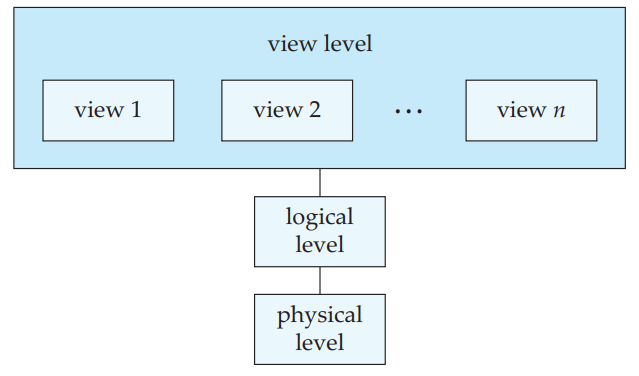 view level
view 1
view 2
...
view n
logical
level
physical
level